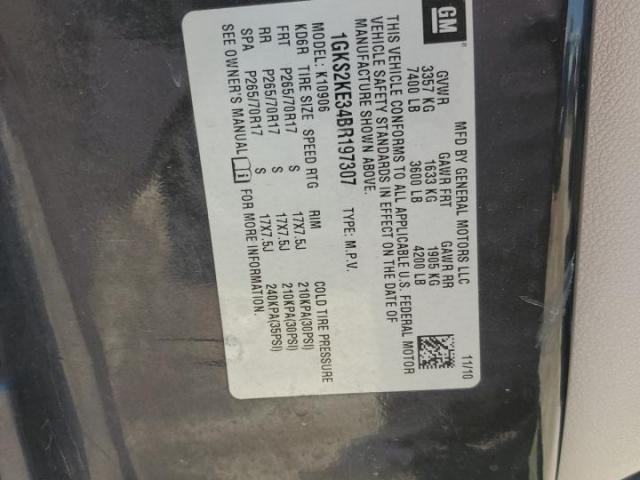 GM
MFD BY GENERAL MOTORS LLC 11/10
GVWR GAWR FRT GAWR RR
3357 KG 1633 KG 1905 KG
7400 LB 3600 LB 4200 LB
THIS VEHICLE CONFORMS TO ALL APPLICABLE U.S. FEDERAL MOTOR
VEHICLE SAFETY STANDARDS IN EFFECT ON THE DATE OF
MANUFACTURE SHOWN ABOVE.
1GKS2KE34BR197307 TYPE: M.P.V.
MODEL: K10906
KD6R TIRE SIZE SPEED RTG RIM COLD TIRE PRESSURE
FRT P265/70R17 S 17X7.5J 210KPA(30PSI)
RR P265/70R17 S 17X7.5J 210KPA(30PSI)
SPA P265/70R17 S 17X7.5J 240KPA(35PSI)
SEE OWNER'S MANUAL FOR MORE INFORMATION.